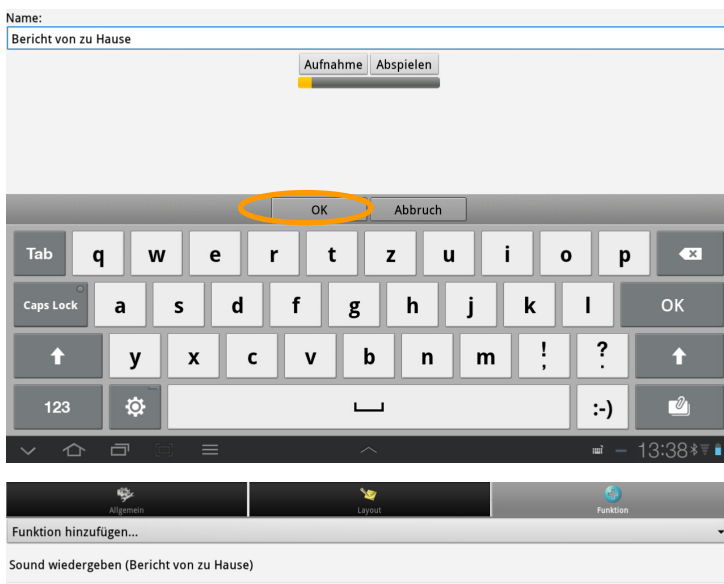 Name:
Bericht von zu Hause
Aufnahme Abspielen
OK Abbruch
Tab q w e r t z u i o p
Caps Lock a s d f g h j k l OK
y x c v b n m ! , ? .
123 :-)
13:38
Allgemein Layout Funktion
Funktion hinzufügen...
Sound wiedergeben (Bericht von zu Hause)